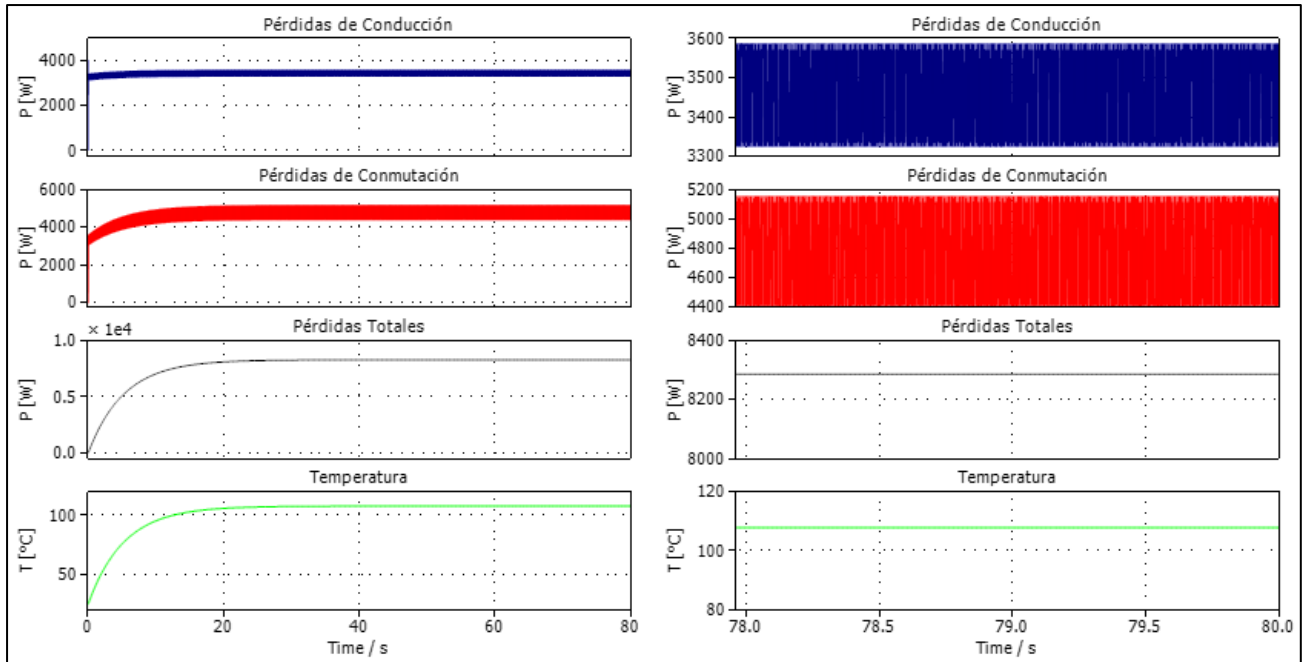 Pérdidas de Conducción
P [W]
4000
2000
0
Pérdidas de Conmutación
P [W]
6000
4000
2000
0
Pérdidas Totales
× 1e4
P [W]
1.0
0.5
0.0
Temperatura
T [ºC]
100
50
0
20
40
60
80
Time / s
Pérdidas de Conducción
P [W]
3600
3500
3400
3300
Pérdidas de Conmutación
P [W]
5200
5000
4800
4600
4400
Pérdidas Totales
P [W]
8400
8200
8000
Temperatura
T [ºC]
120
100
80
78.0
78.5
79.0
79.5
80.0
Time / s